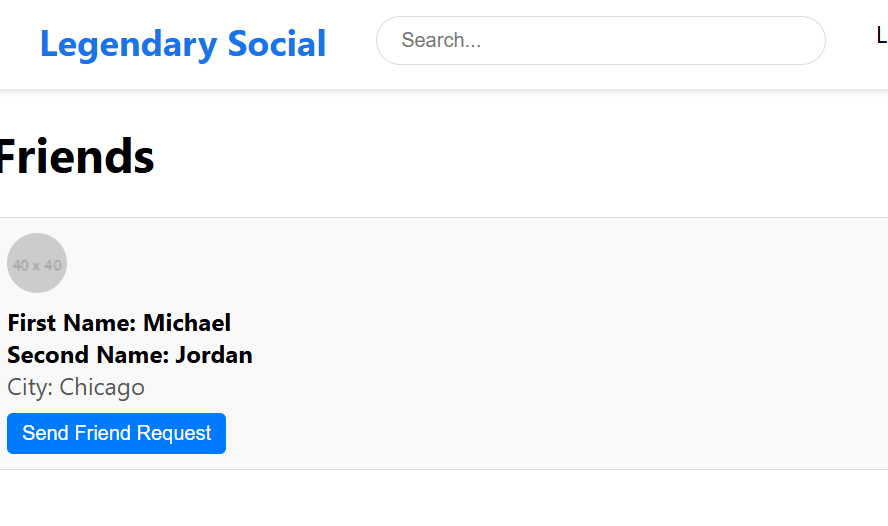 Legendary Social
Search...
L
Friends
40 x 40
First Name: Michael
Second Name: Jordan
City: Chicago
Send Friend Request